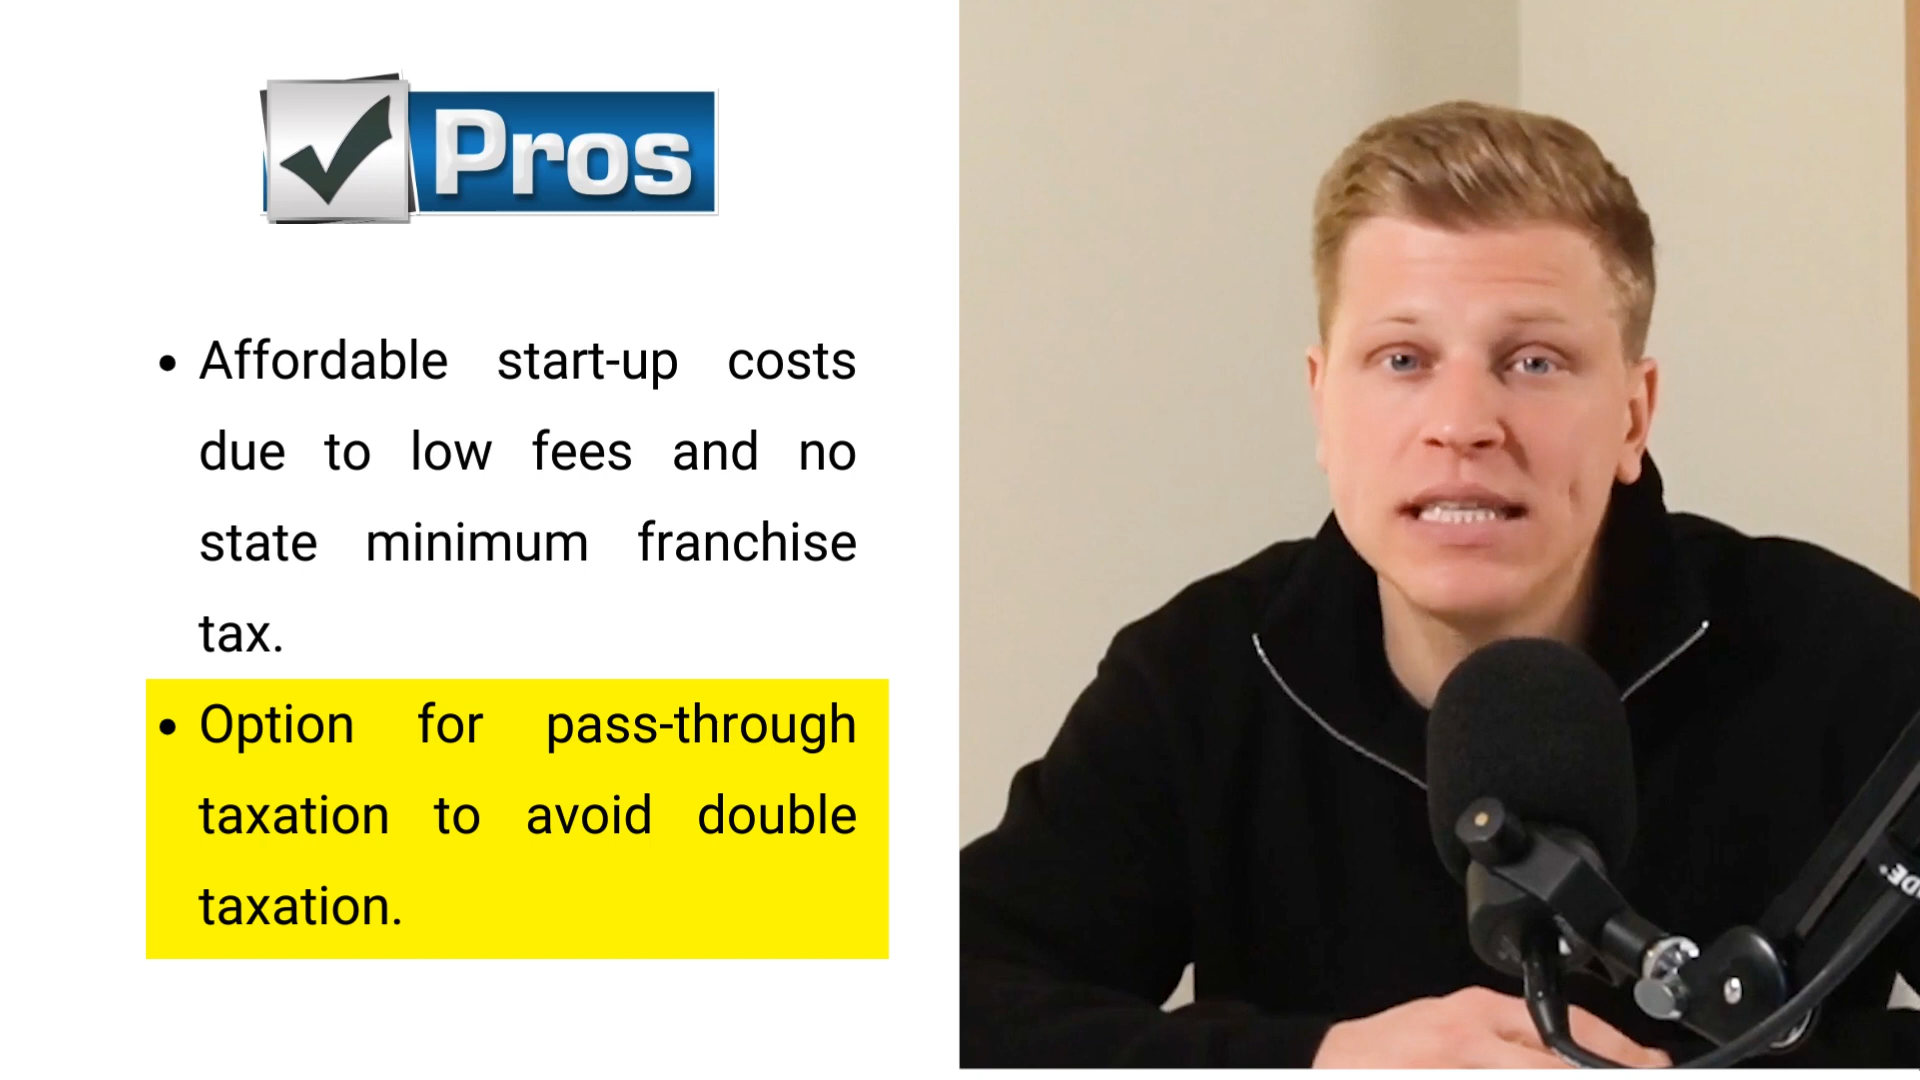 Pros
• Affordable start-up costs
due to low fees and no
state minimum franchise
tax.
• Option for pass-through
taxation to avoid double
taxation.